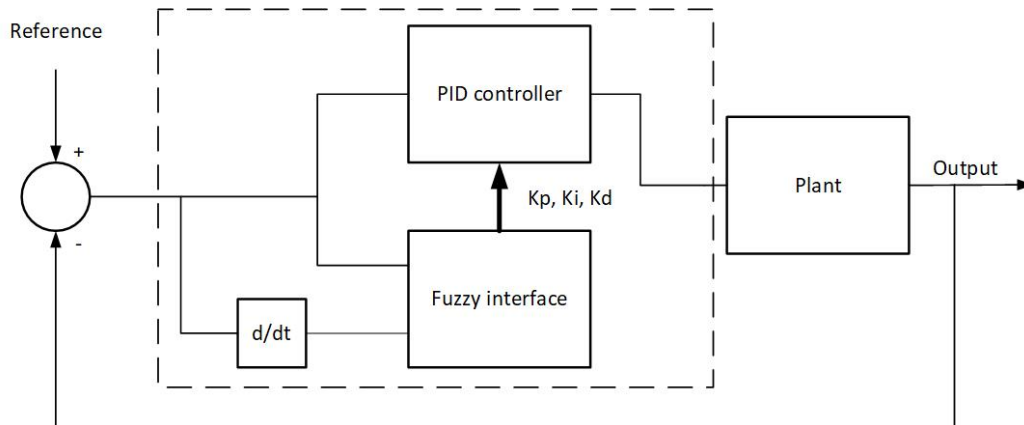 Reference
+
-
PID controller
Kp, Ki, Kd
Fuzzy interface
d/dt
Plant
Output